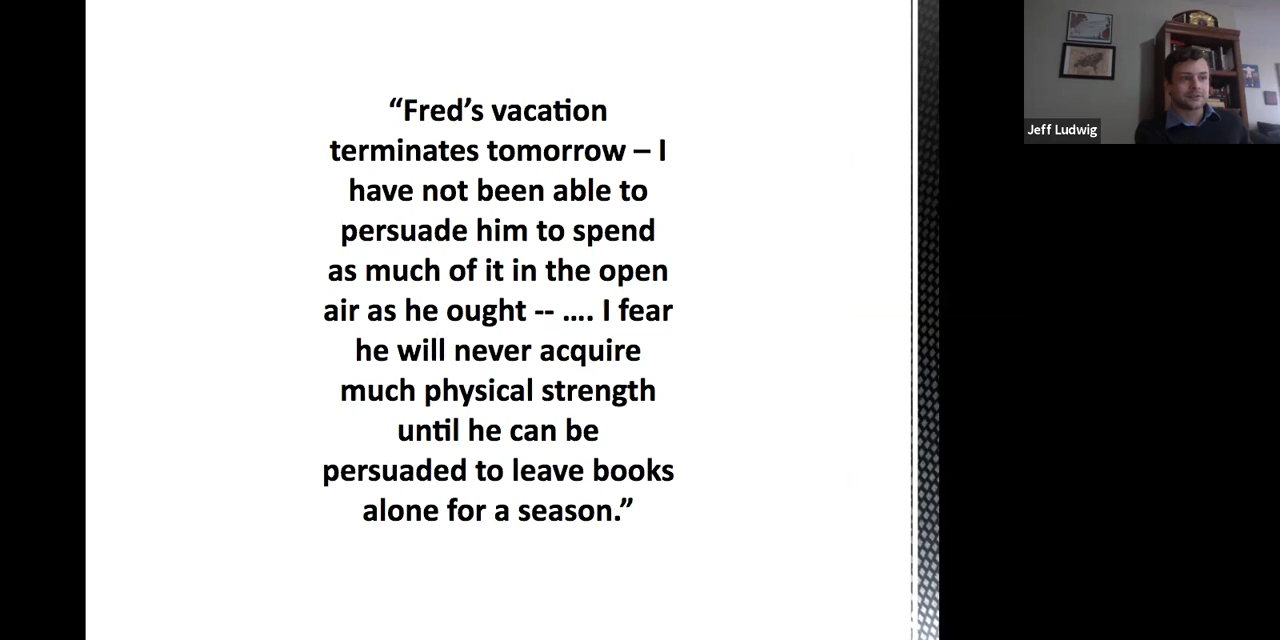 “Fred’s vacation
terminates tomorrow – I
have not been able to
persuade him to spend
as much of it in the open
air as he ought -- …. I fear
he will never acquire
much physical strength
until he can be
persuaded to leave books
alone for a season.”
Jeff Ludwig